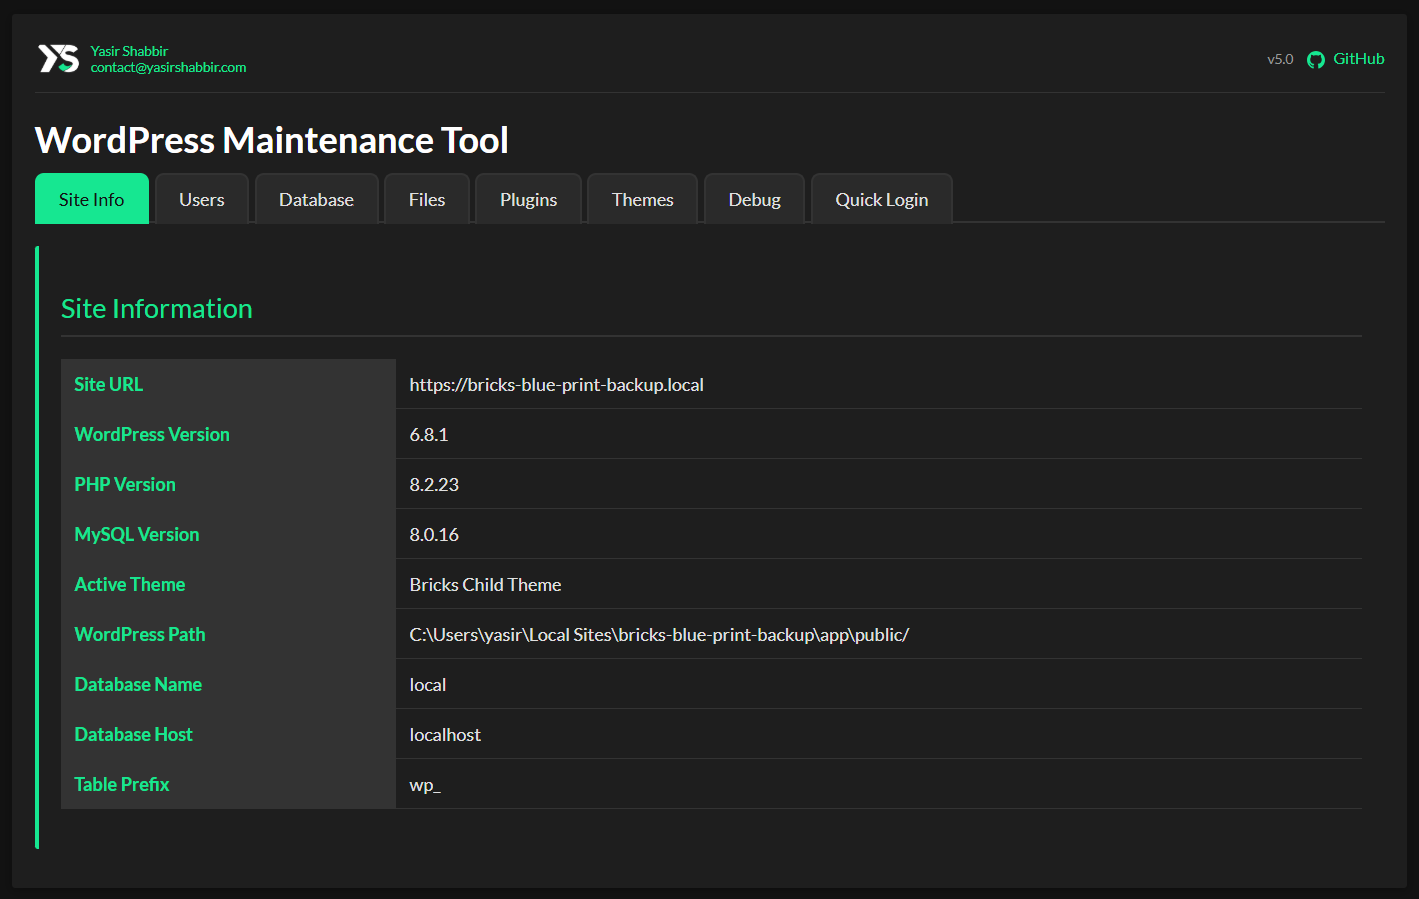 YS
Yasir Shabbir
contact@yasirshabbir.com
v5.0 GitHub
WordPress Maintenance Tool
Site Info Users Database Files Plugins Themes Debug Quick Login
Site Information
Site URL https://bricks-blue-print-backup.local
WordPress Version 6.8.1
PHP Version 8.2.23
MySQL Version 8.0.16
Active Theme Bricks Child Theme
WordPress Path C:\Users\yasir\Local Sites\bricks-blue-print-backup\app\public/
Database Name local
Database Host localhost
Table Prefix wp_